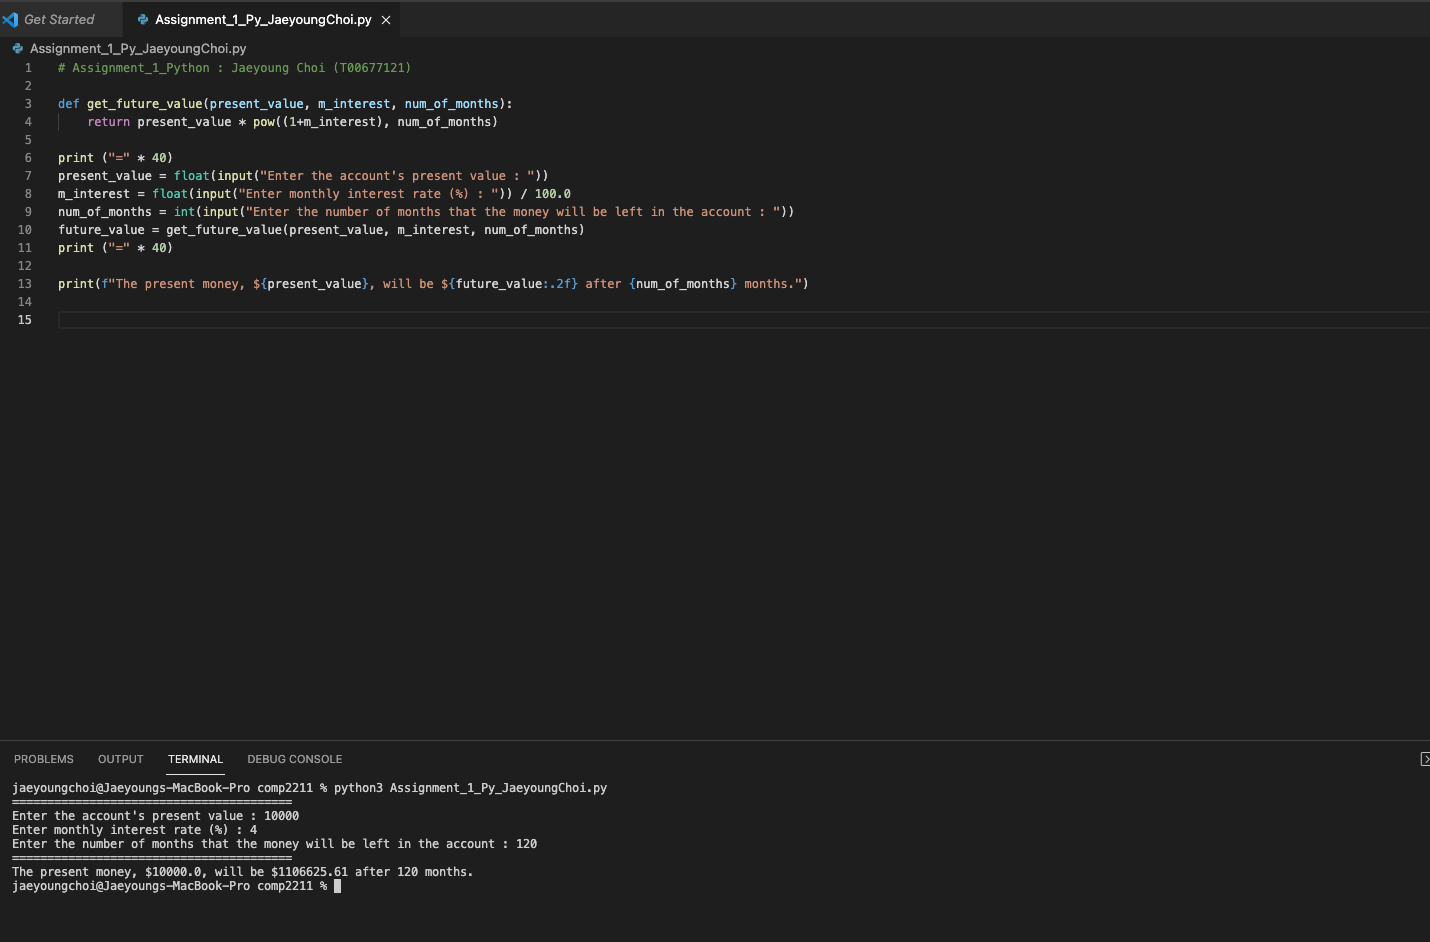 Get Started
Assignment_1_Py_JaeyoungChoi.py ×
Assignment_1_Py_JaeyoungChoi.py
1 # Assignment_1_Python : Jaeyoung Choi (T00677121)
2
3 def get_future_value(present_value, m_interest, num_of_months):
4     return present_value * pow((1+m_interest), num_of_months)
5
6 print ("=" * 40)
7 present_value = float(input("Enter the account's present value : "))
8 m_interest = float(input("Enter monthly interest rate (%) : ")) / 100.0
9 num_of_months = int(input("Enter the number of months that the money will be left in the account : "))
10 future_value = get_future_value(present_value, m_interest, num_of_months)
11 print ("=" * 40)
12
13 print(f"The present money, ${present_value}, will be ${future_value:.2f} after {num_of_months} months.")
14
15
PROBLEMS OUTPUT TERMINAL DEBUG CONSOLE
jaeyoungchoi@Jaeyoungs-MacBook-Pro comp2211 % python3 Assignment_1_Py_JaeyoungChoi.py
========================================
Enter the account's present value : 10000
Enter monthly interest rate (%) : 4
Enter the number of months that the money will be left in the account : 120
========================================
The present money, $10000.0, will be $1106625.61 after 120 months.
jaeyoungchoi@Jaeyoungs-MacBook-Pro comp2211 %